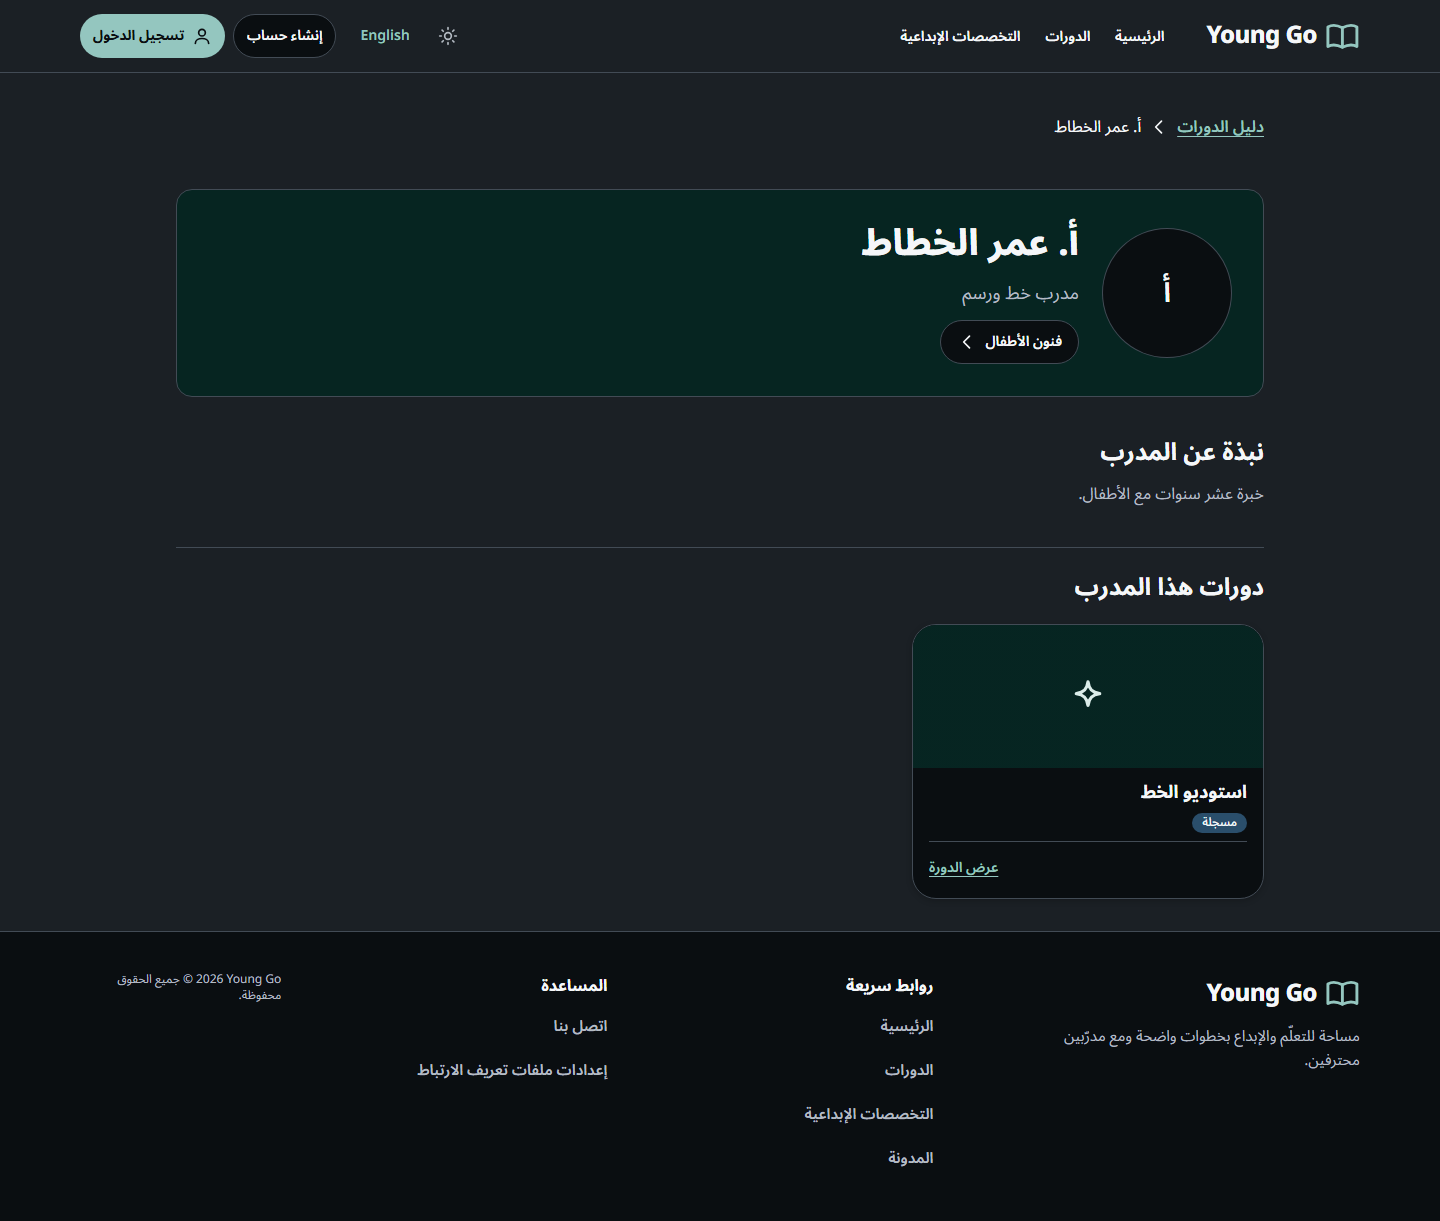 Young Go
الرئيسية
الدورات
التخصصات الإبداعية
English
إنشاء حساب
تسجيل الدخول
دليل الدورات
أ. عمر الخطاط
أ
أ. عمر الخطاط
مدرب خط ورسم
فنون الأطفال
نبذة عن المدرب
خبرة عشر سنوات مع الأطفال.
دورات هذا المدرب
استوديو الخط
مسجلة
عرض الدورة
Young Go
مساحة للتعلّم والإبداع بخطوات واضحة ومع مدرّبين
محترفين.
روابط سريعة
الرئيسية
الدورات
التخصصات الإبداعية
المدونة
المساعدة
اتصل بنا
إعدادات ملفات تعريف الارتباط
Young Go 2026 © جميع الحقوق
محفوظة.